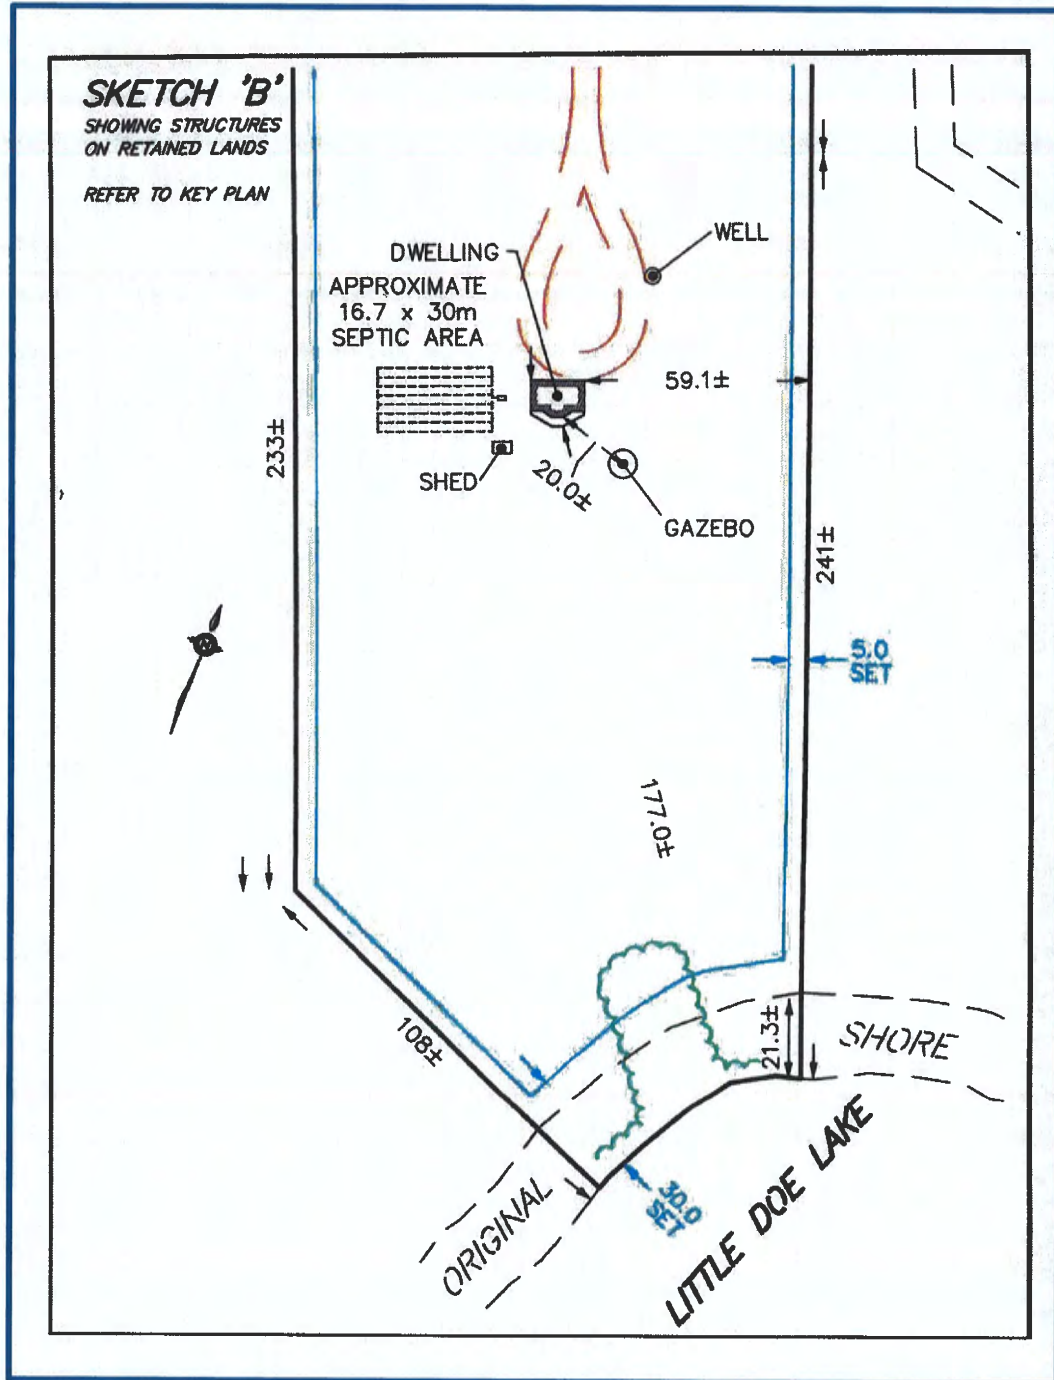 SKETCH 'B'
SHOWING STRUCTURES
ON RETAINED LANDS
REFER TO KEY PLAN
WELL
DWELLING
APPROXIMATE
16.7 x 30m
SEPTIC AREA
59.1±
233±
SHED
20.0±
GAZEBO
241±
5.0
SET
177.0±
108±
21.3±
SHORE
30.0
SET
ORIGINAL
LITTLE DOE LAKE